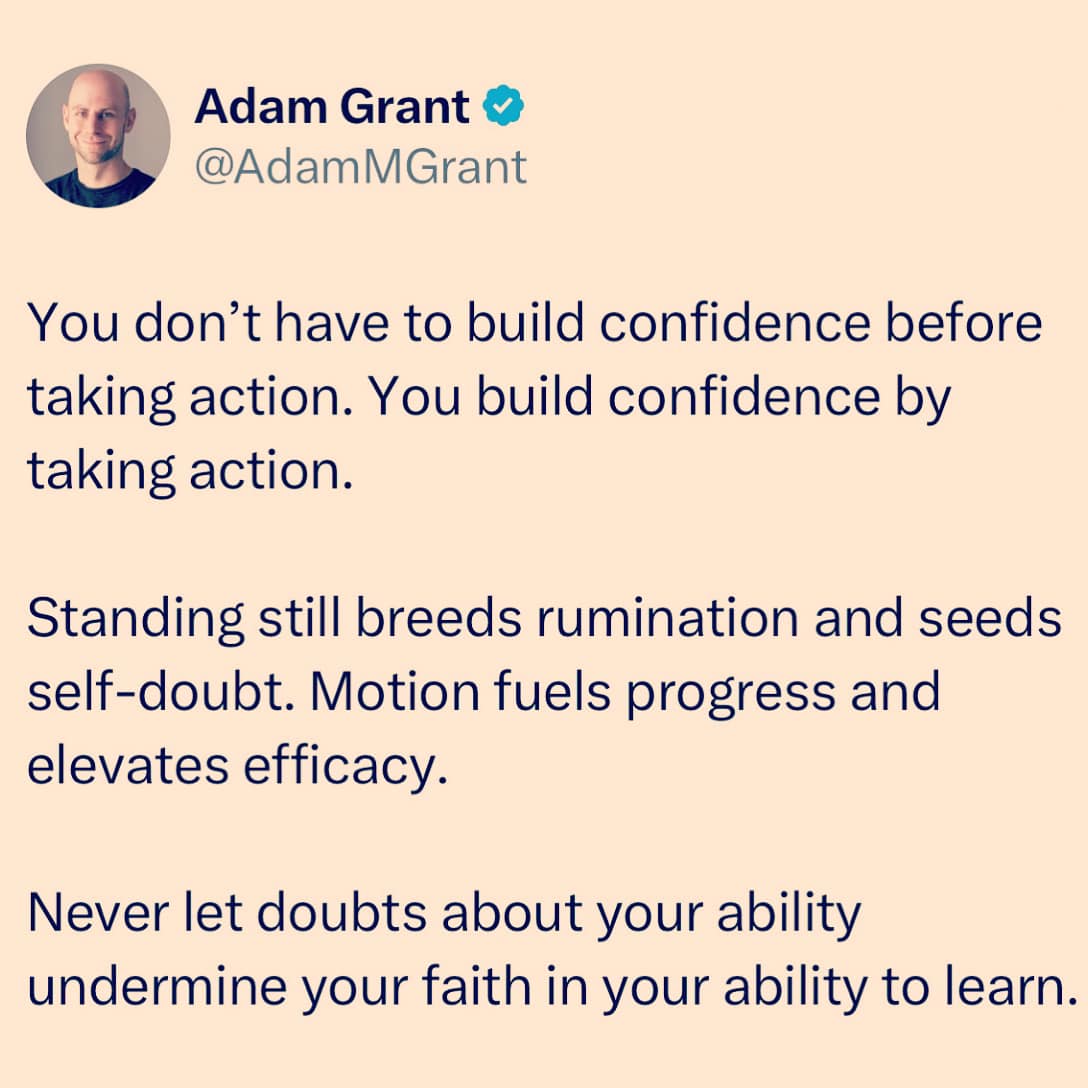 Adam Grant
@AdamMGrant
You don’t have to build confidence before
taking action. You build confidence by
taking action.
Standing still breeds rumination and seeds
self-doubt. Motion fuels progress and
elevates efficacy.
Never let doubts about your ability
undermine your faith in your ability to learn.